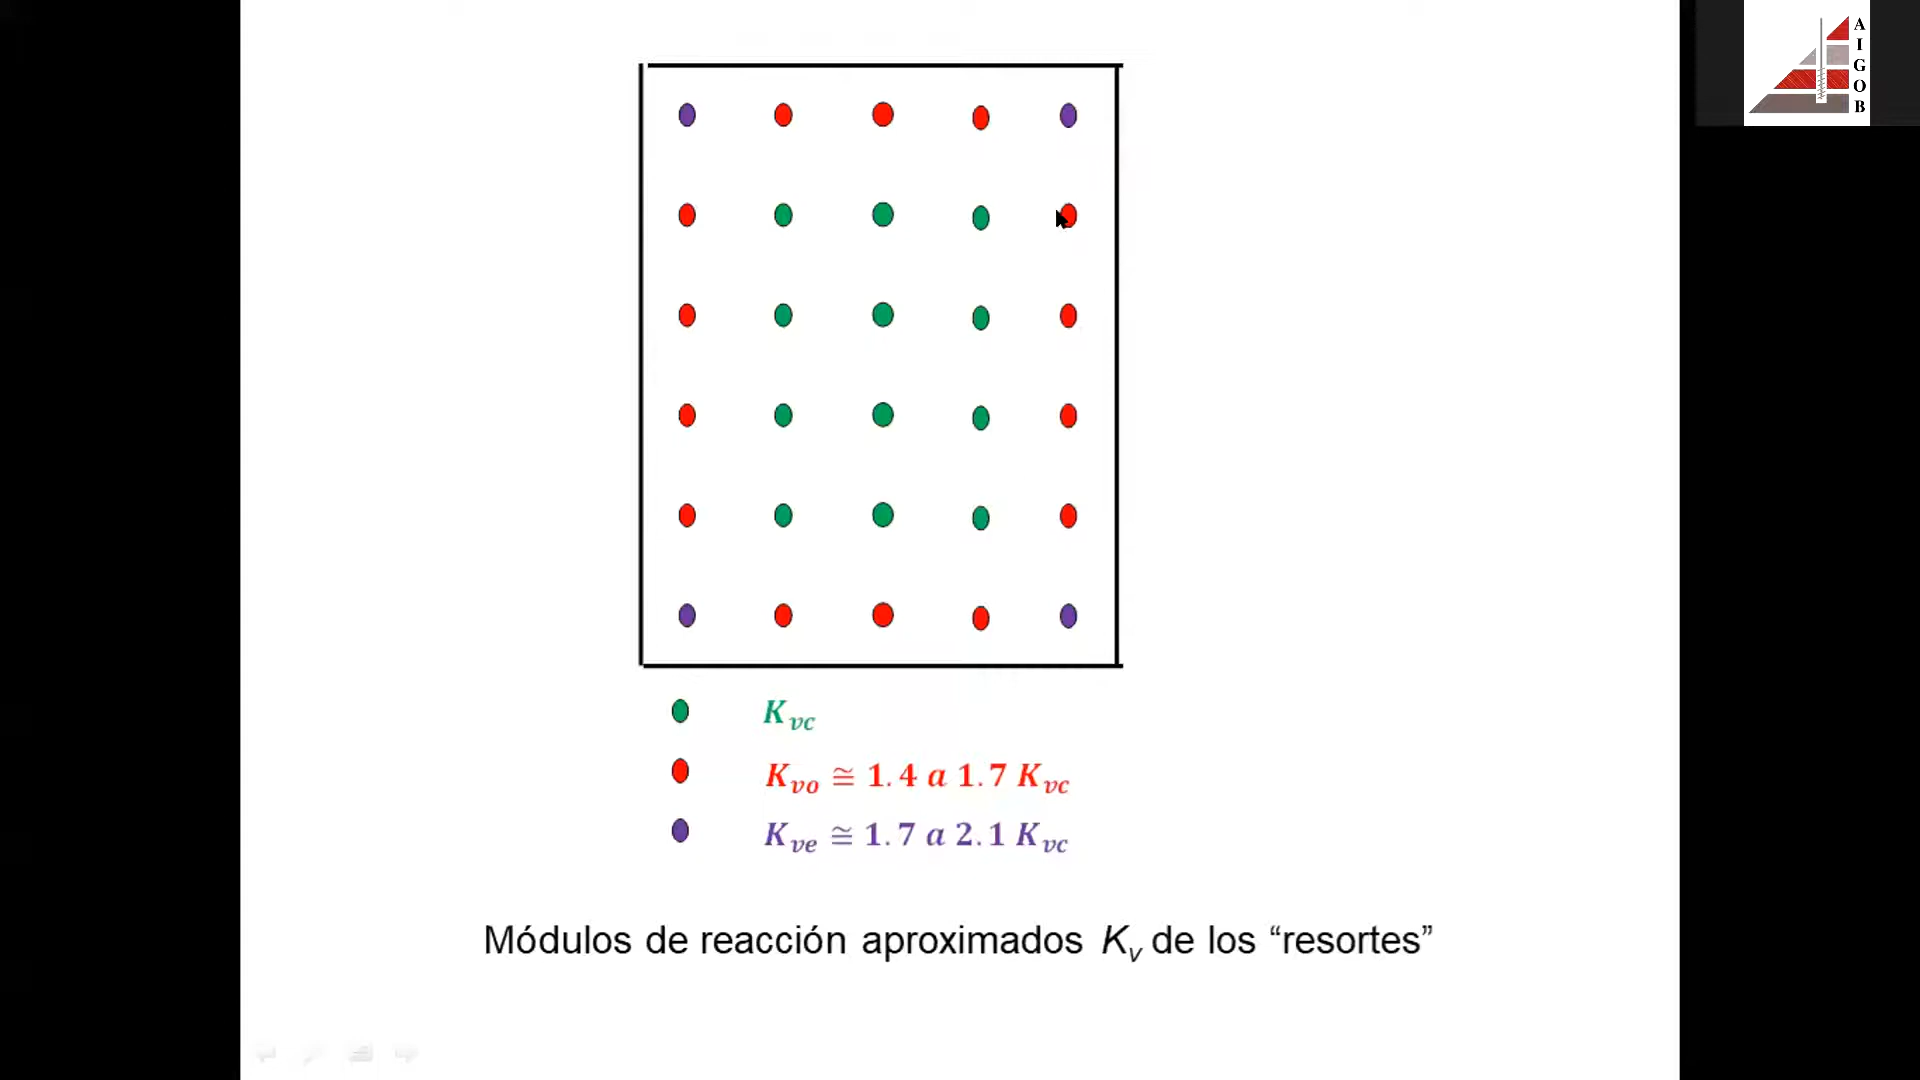 A
I
G
O
B
K_vc
K_vo ≅ 1.4 a 1.7 K_vc
K_ve ≅ 1.7 a 2.1 K_vc
Módulos de reacción aproximados K_v de los “resortes”